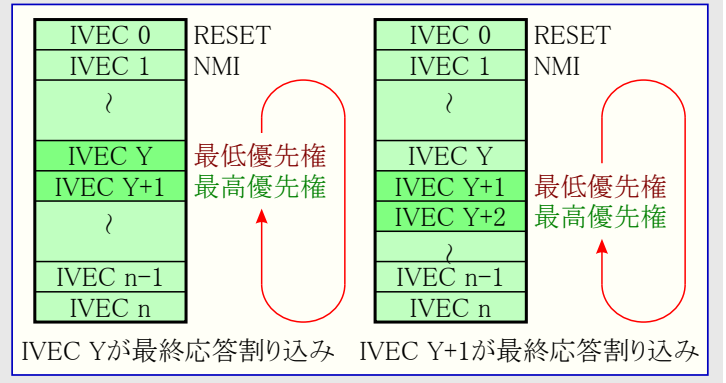 IVEC 0 RESET
IVEC 1 NMI
~
IVEC Y 最低優先権
IVEC Y+1 最高優先権
~
IVEC n-1
IVEC n
IVEC Yが最終応答割り込み
IVEC 0 RESET
IVEC 1 NMI
~
IVEC Y
IVEC Y+1 最低優先権
IVEC Y+2 最高優先権
~
IVEC n-1
IVEC n
IVEC Y+1が最終応答割り込み